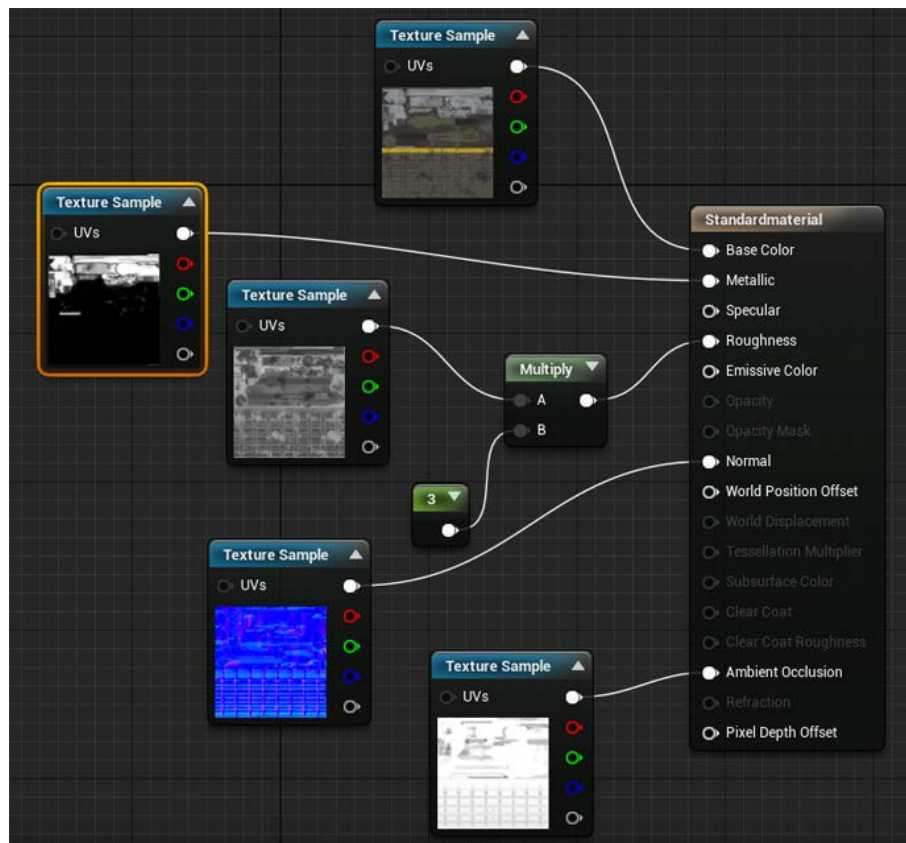 Texture Sample
UVs
Texture Sample
UVs
Texture Sample
UVs
Multiply
A
B
3
Texture Sample
UVs
Texture Sample
UVs
Standardmaterial
Base Color
Metallic
Specular
Roughness
Emissive Color
Opacity
Opacity Mask
Normal
World Position Offset
World Displacement
Tessellation Multiplier
Subsurface Color
Clear Coat
Clear Coat Roughness
Ambient Occlusion
Refraction
Pixel Depth Offset